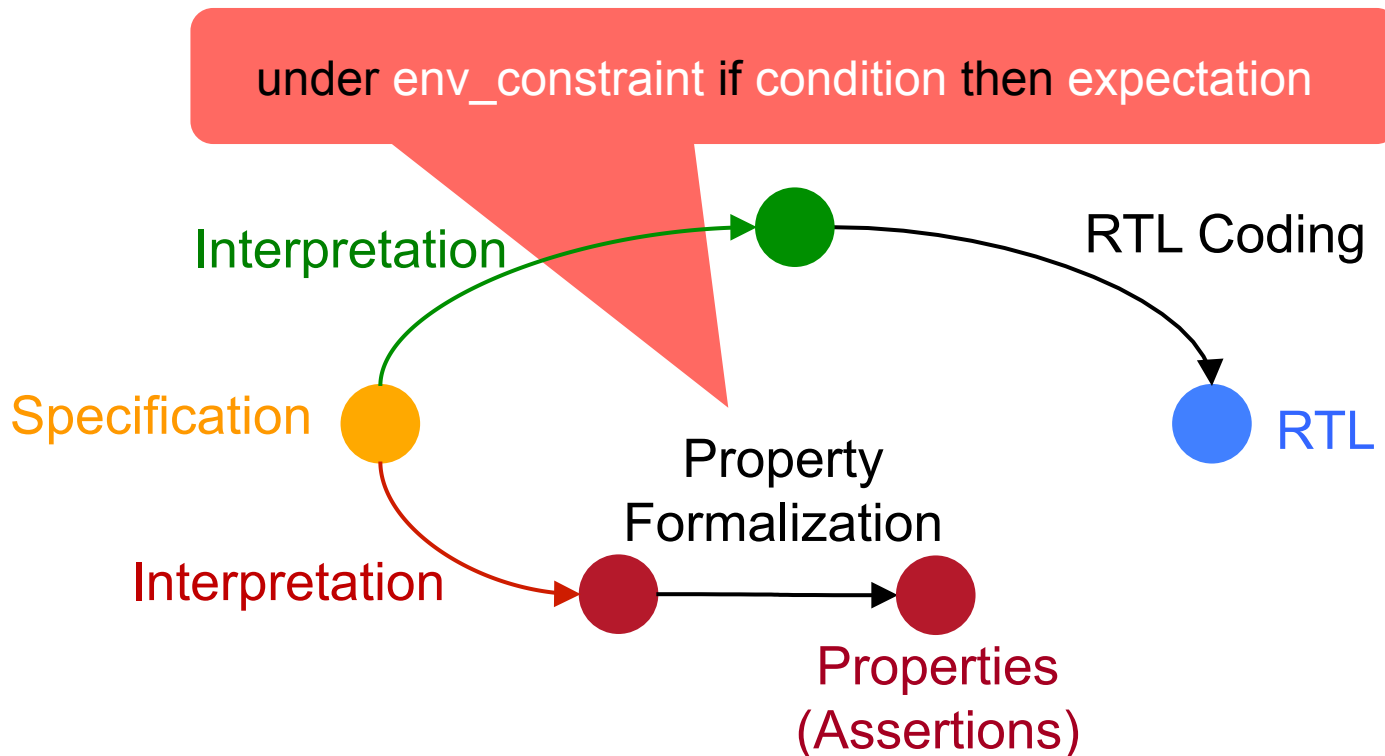 under env_constraint if condition then expectation
Interpretation
RTL Coding
Specification
RTL
Property
Formalization
Interpretation
Properties
(Assertions)